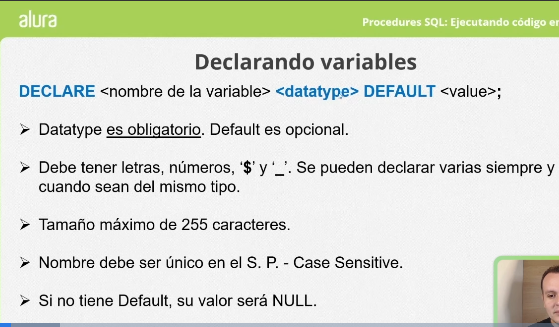 alura
Procedures SQL: Ejecutando código en
Declarando variables
DECLARE <nombre de la variable> <datatype> DEFAULT <value>;
➢ Datatype es obligatorio. Default es opcional.
➢ Debe tener letras, números, ‘$’ y ‘_’. Se pueden declarar varias siempre y
cuando sean del mismo tipo.
➢ Tamaño máximo de 255 caracteres.
➢ Nombre debe ser único en el S. P. - Case Sensitive.
➢ Si no tiene Default, su valor será NULL.